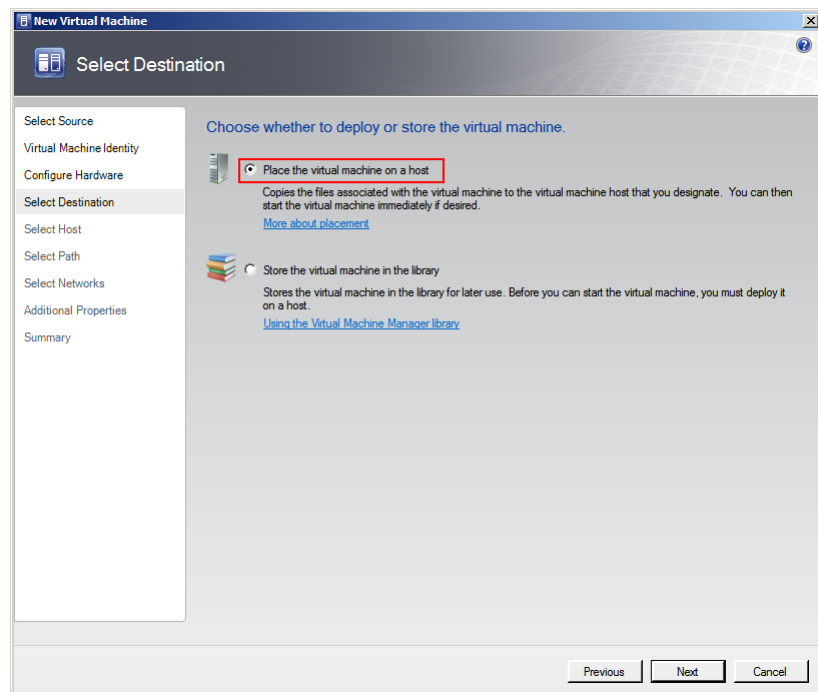 New Virtual Machine
Select Destination
Select Source
Virtual Machine Identity
Configure Hardware
Select Destination
Select Host
Select Path
Select Networks
Additional Properties
Summary
Choose whether to deploy or store the virtual machine.
Place the virtual machine on a host
Copies the files associated with the virtual machine to the virtual machine host that you designate. You can then
start the virtual machine immediately if desired.
More about placement
Store the virtual machine in the library
Stores the virtual machine in the library for later use. Before you can start the virtual machine, you must deploy it
on a host.
Using the Virtual Machine Manager library
Previous
Next
Cancel